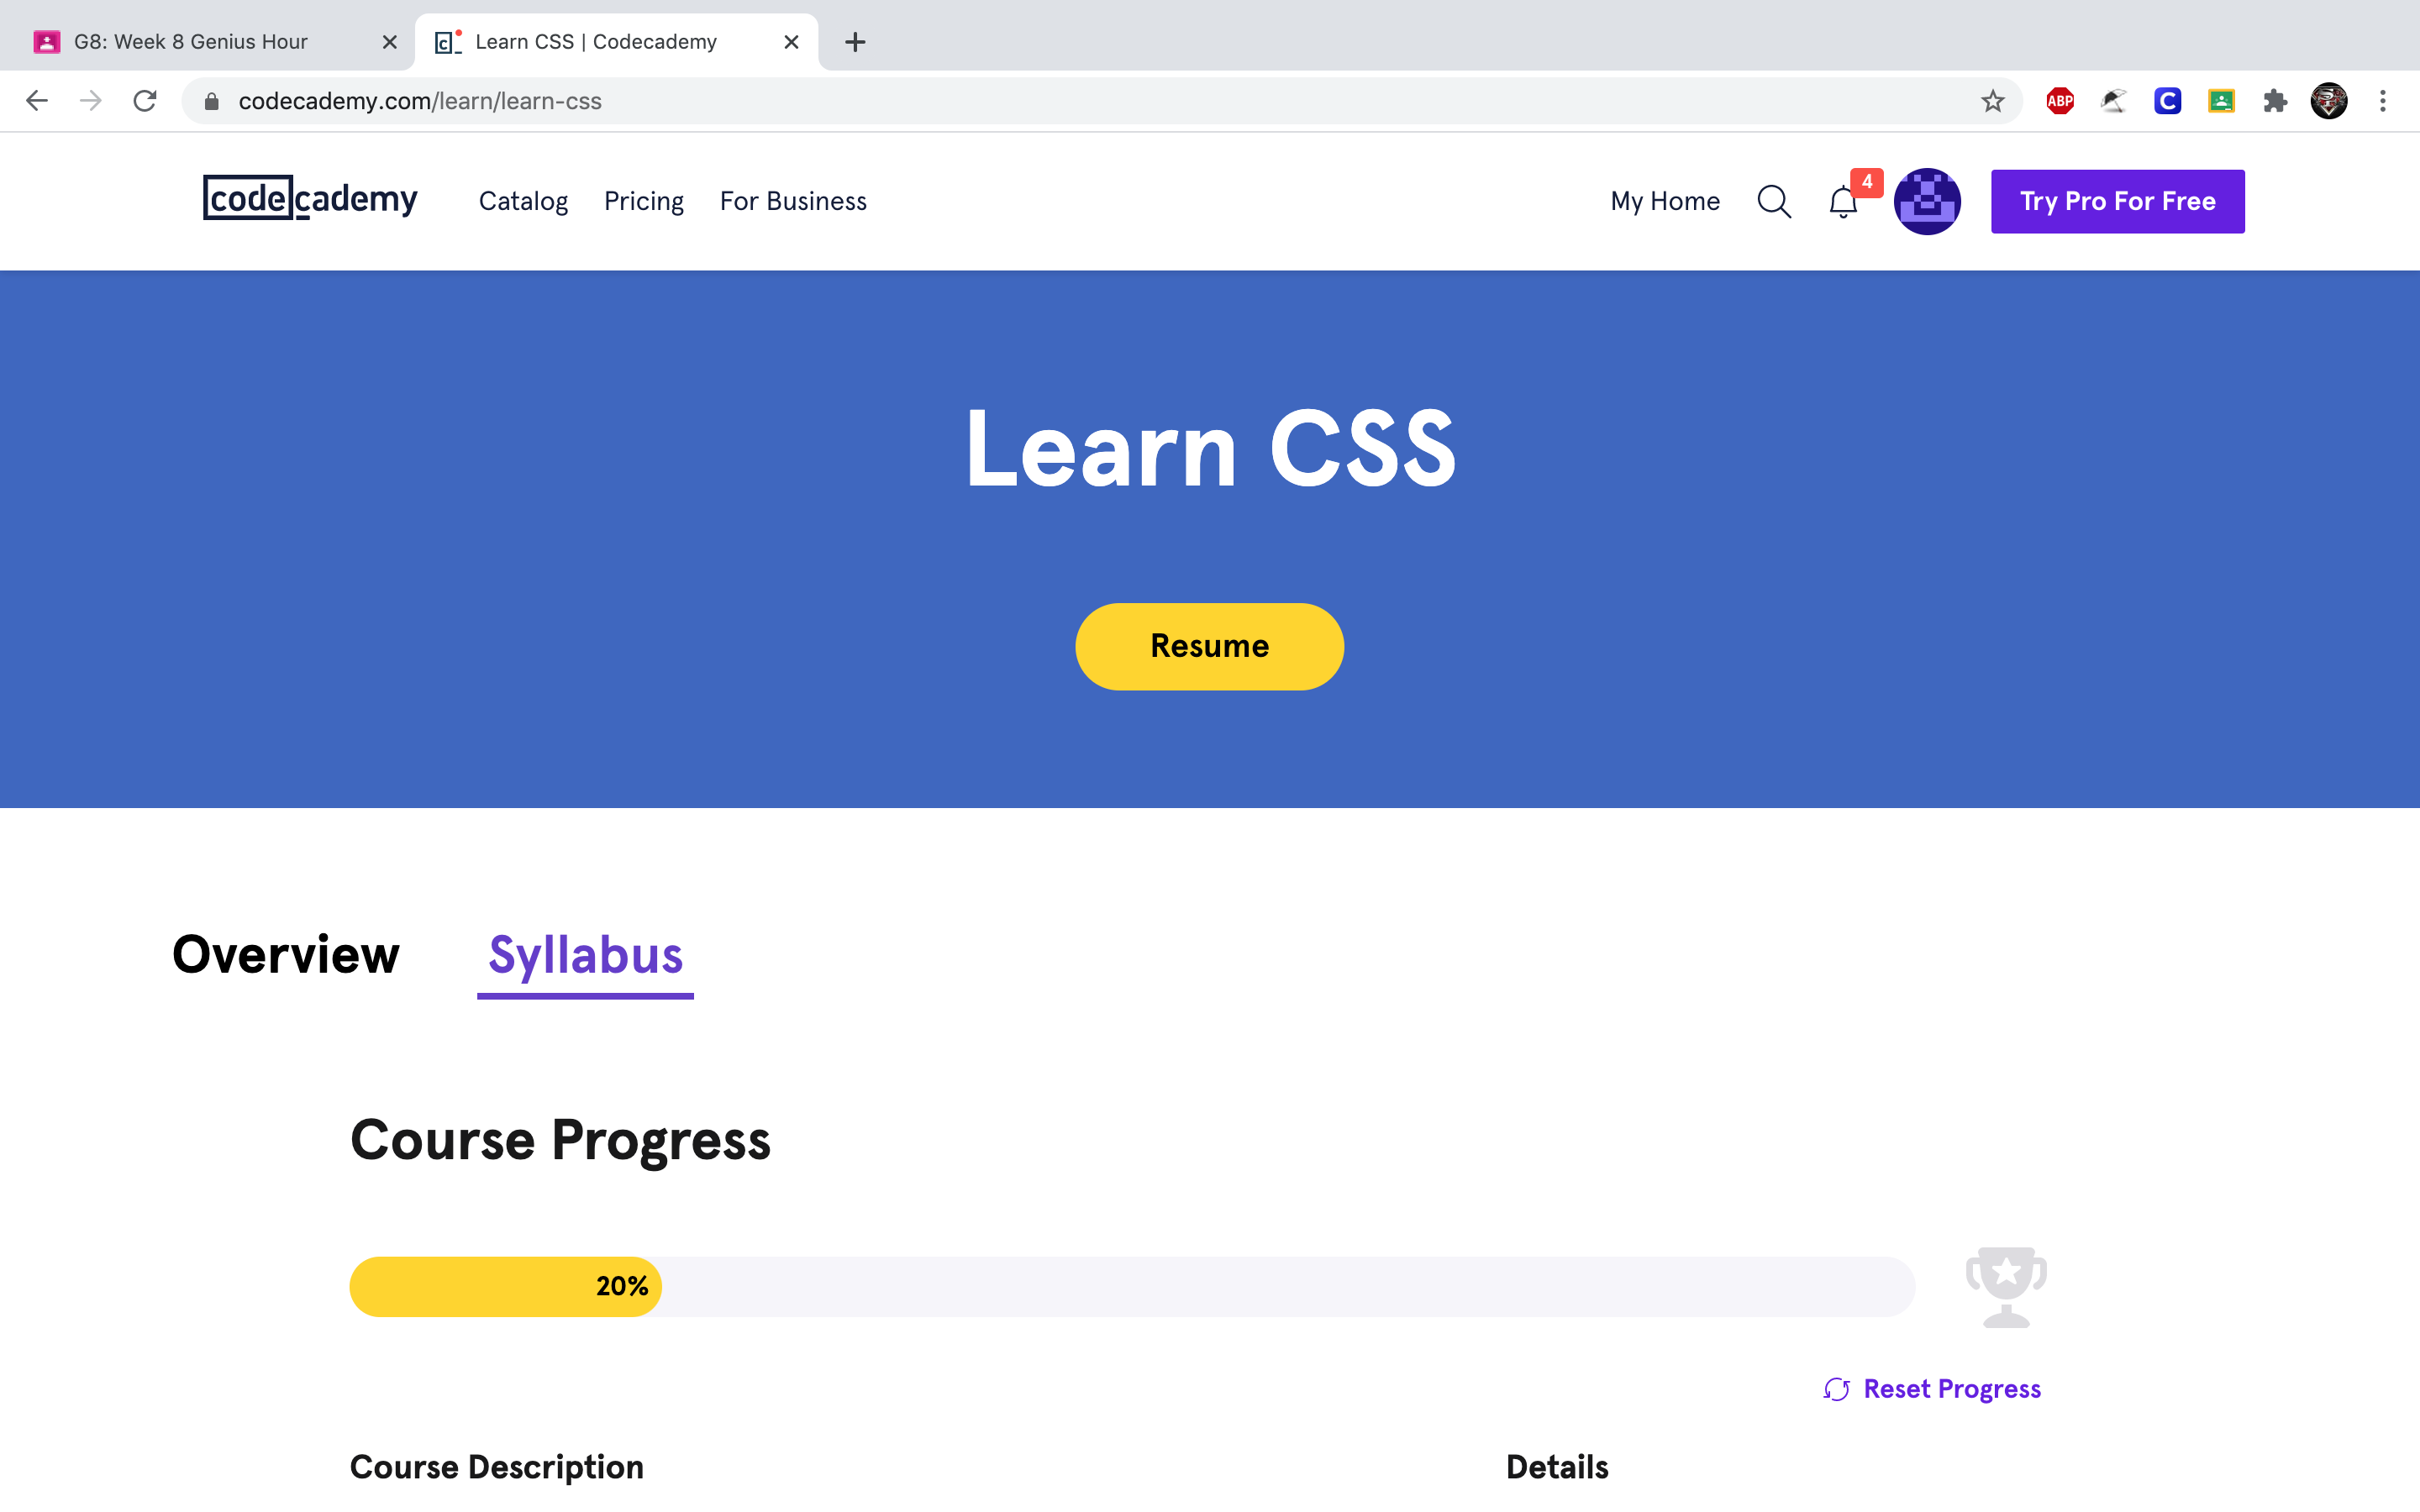 G8: Week 8 Genius Hour
Learn CSS | Codecademy
codecademy.com/learn/learn-css
ABP
C
codecademy
Catalog
Pricing
For Business
My Home
4
Try Pro For Free
Learn CSS
Resume
Overview
Syllabus
Course Progress
20%
Reset Progress
Course Description
Details